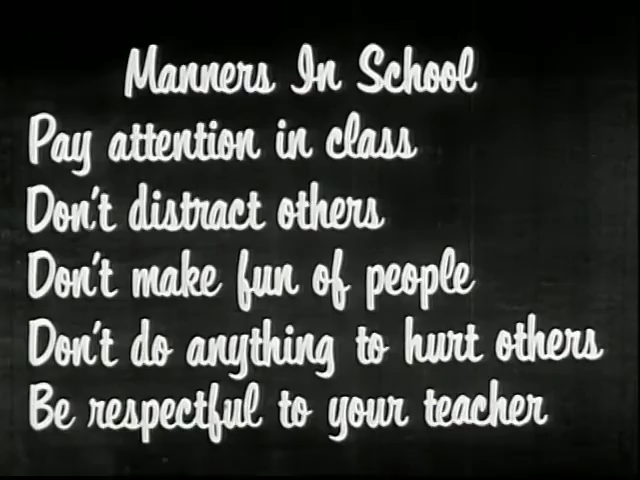 Manners In School
Pay attention in class
Don't distract others
Don't make fun of people
Don't do anything to hurt others
Be respectful to your teacher